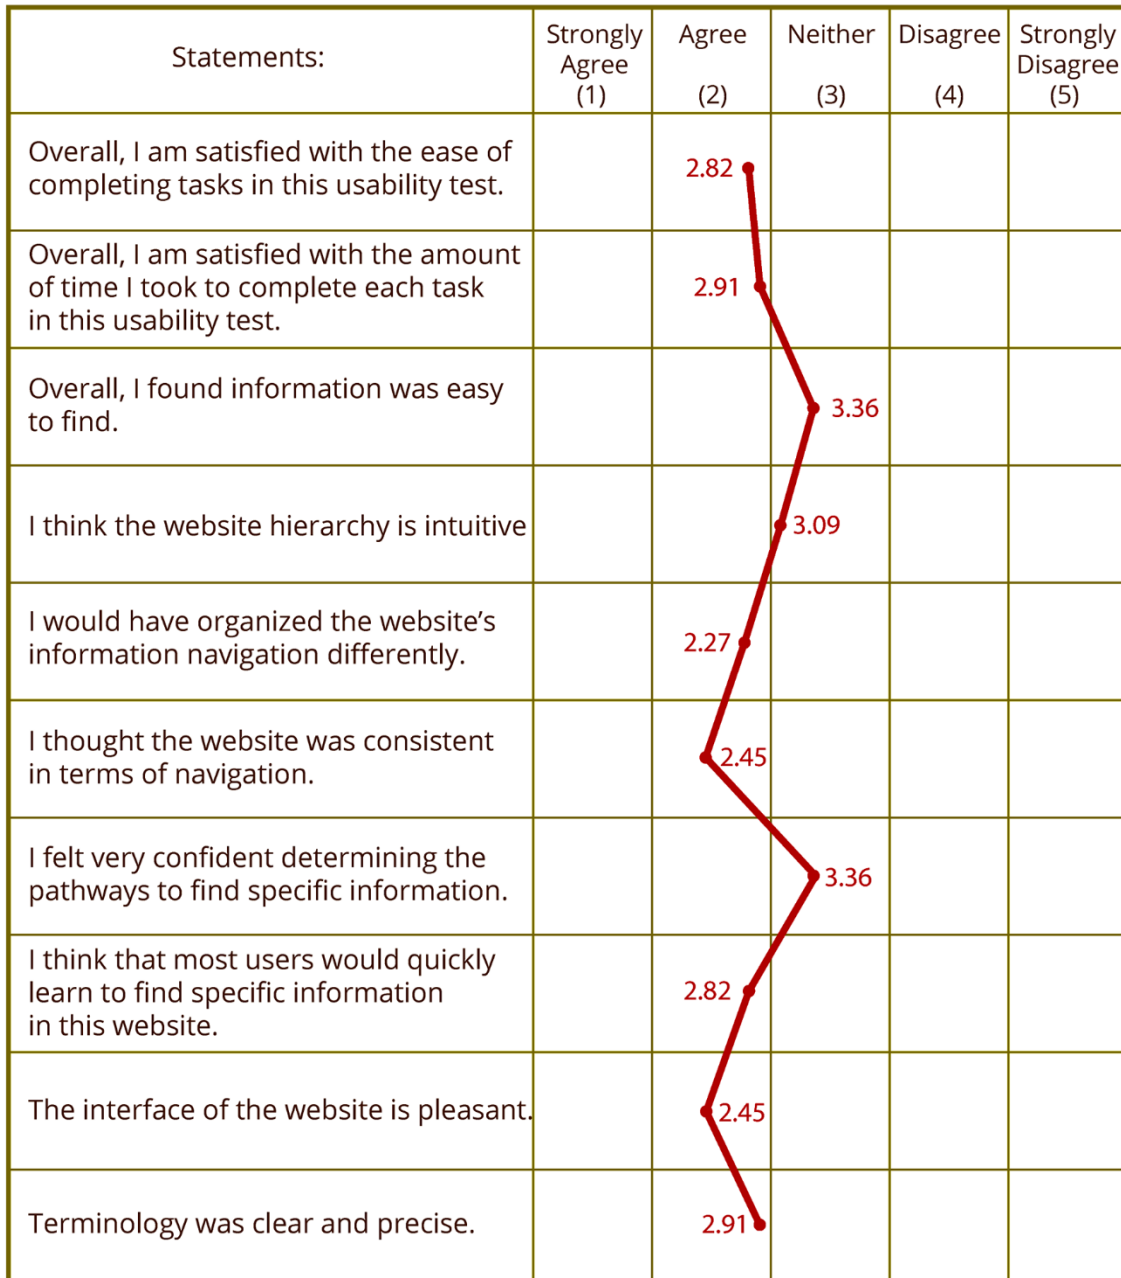 Statements:
Strongly
Agree
(1)
Agree
(2)
Neither
(3)
Disagree
(4)
Strongly
Disagree
(5)
Overall, I am satisfied with the ease of
completing tasks in this usability test.
2.82
Overall, I am satisfied with the amount
of time I took to complete each task
in this usability test.
2.91
Overall, I found information was easy
to find.
3.36
I think the website hierarchy is intuitive
3.09
I would have organized the website’s
information navigation differently.
2.27
I thought the website was consistent
in terms of navigation.
2.45
I felt very confident determining the
pathways to find specific information.
3.36
I think that most users would quickly
learn to find specific information
in this website.
2.82
The interface of the website is pleasant.
2.45
Terminology was clear and precise.
2.91